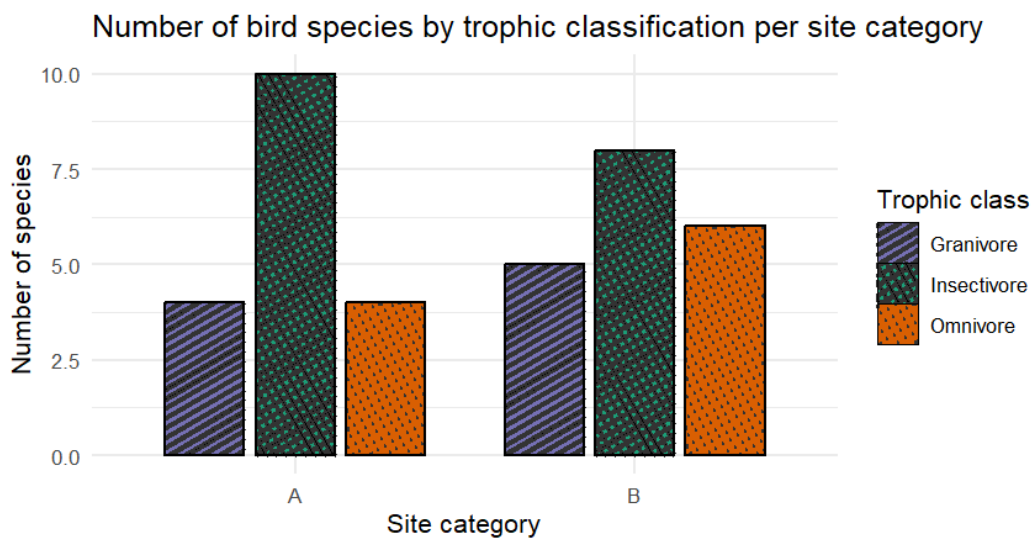 Number of bird species by trophic classification per site category
Number of species
10.0
7.5
5.0
2.5
0.0
A
B
Site category
Trophic class
Granivore
Insectivore
Omnivore